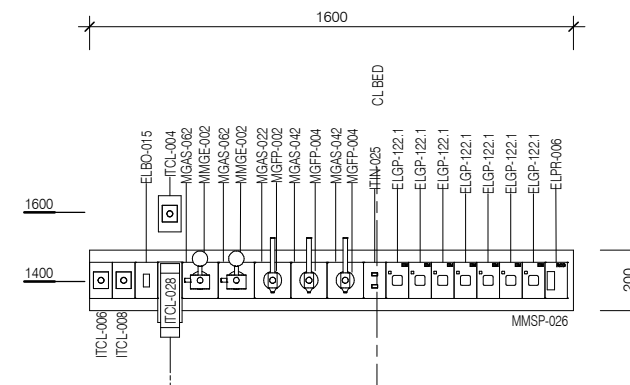 1600
CL BED
ELBO-015
ITCL-004
MGAS-062
MMGE-002
MGAS-062
MMGE-002
MGAS-022
MGFP-002
MGAS-042
MGFP-004
MGAS-042
MGFP-004
ITIN-025
ELGP-122.1
ELGP-122.1
ELGP-122.1
ELGP-122.1
ELGP-122.1
ELGP-122.1
ELGP-122.1
ELPR-006
1600
1400
200
ITCL-028
ITCL-006
ITCL-008
MMSP-026